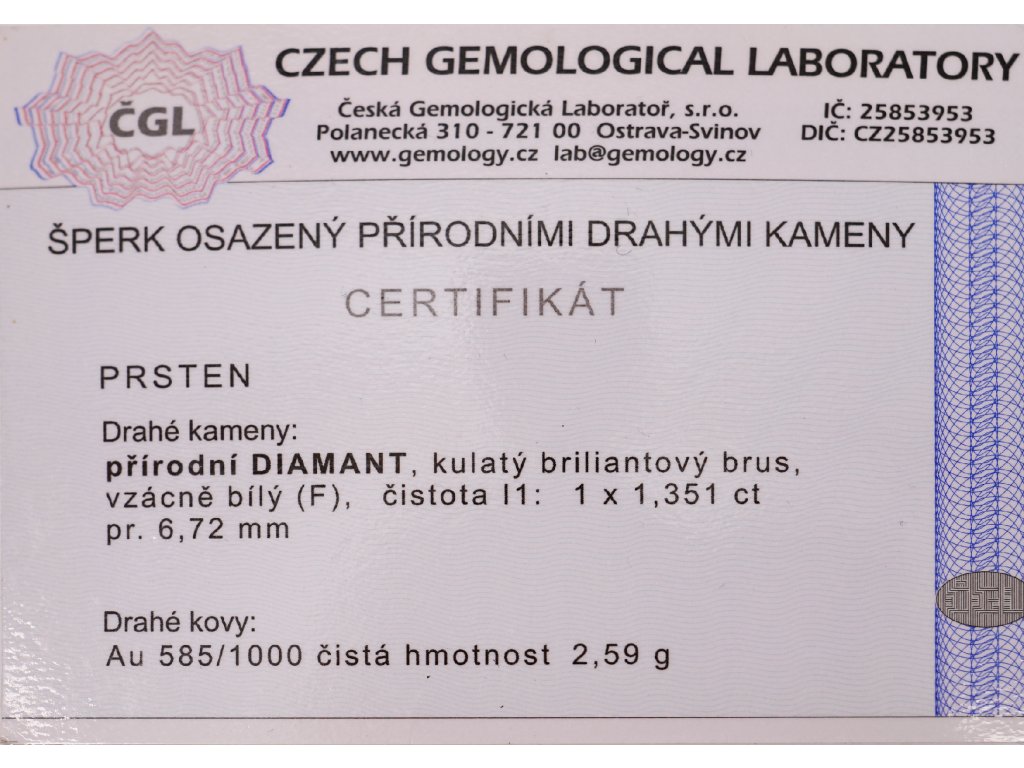 ČGL
CZECH GEMOLOGICAL LABORATORY
Česká Gemologická Laboratoř, s.r.o.
Polanecká 310 - 721 00 Ostrava-Svinov
www.gemology.cz lab@gemology.cz
IČ: 25853953
DIČ: CZ25853953
ŠPERK OSAZENÝ PŘÍRODNÍMI DRAHÝMI KAMENY
CERTIFIKÁT
PRSTEN
Drahé kameny:
přírodní DIAMANT, kulatý briliantový brus,
vzácně bílý (F), čistota I1: 1 x 1,351 ct
pr. 6,72 mm
Drahé kovy:
Au 585/1000 čistá hmotnost 2,59 g